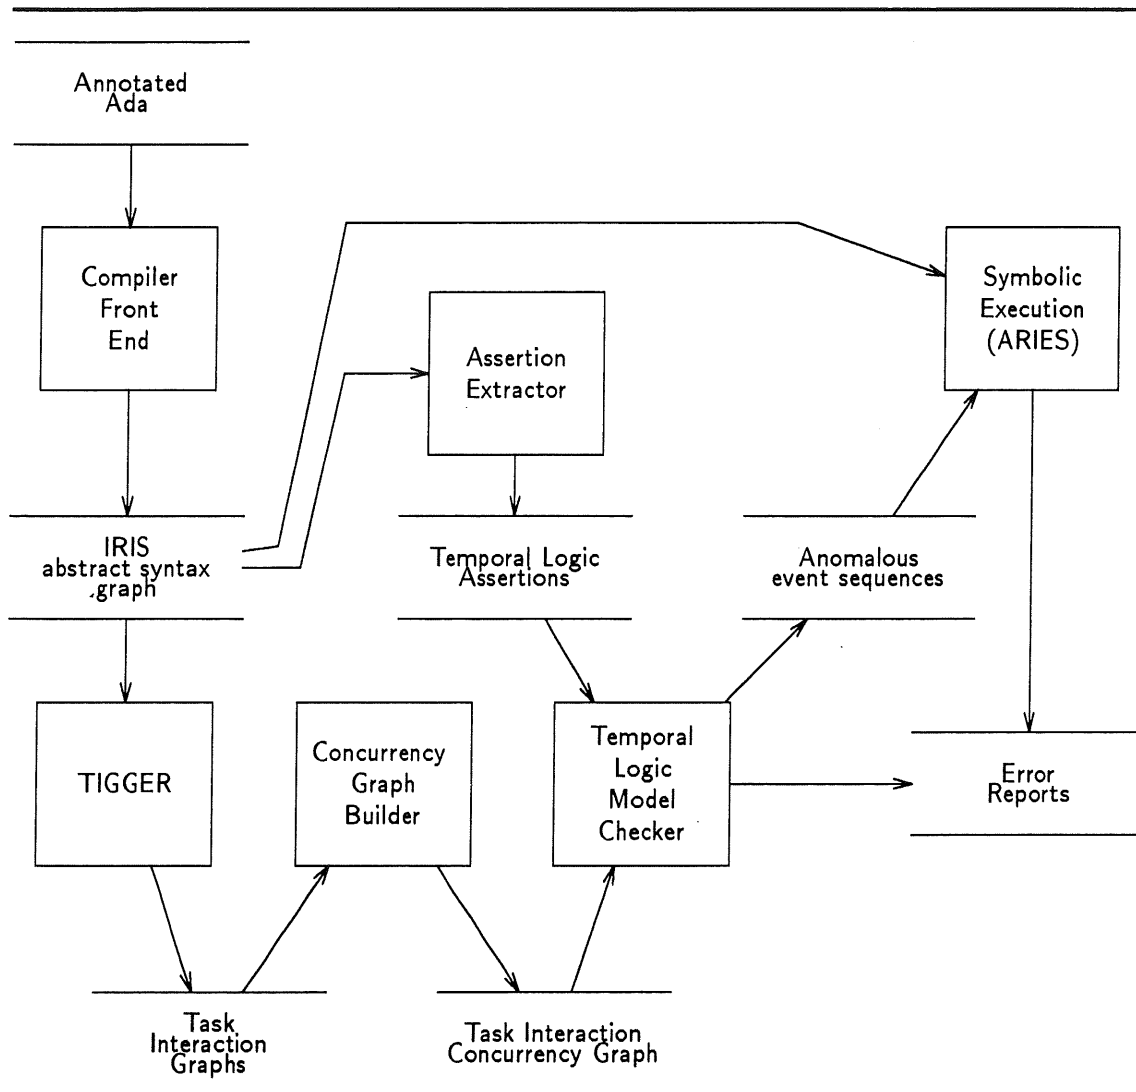 Annotated
Ada
Compiler
Front
End
Symbolic
Execution
(ARIES)
Assertion
Extractor
IRIS
abstract syntax
graph
Temporal Logic
Assertions
Anomalous
event sequences
TIGGER
Concurrency
Graph
Builder
Temporal
Logic
Model
Checker
Error
Reports
Task
Interaction
Graphs
Task Interaction
Concurrency Graph